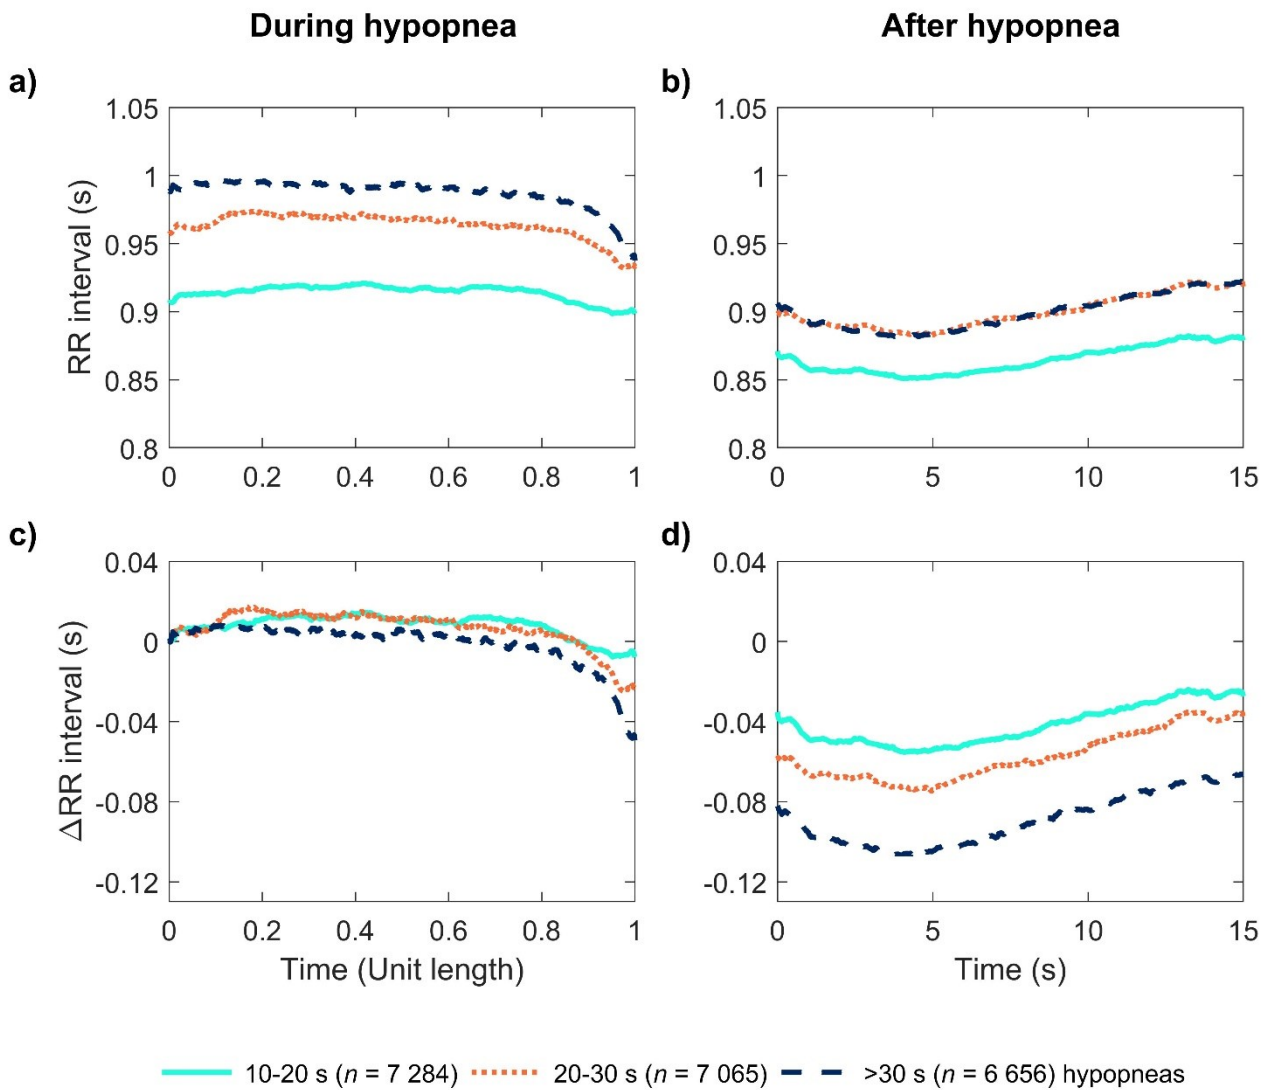 During hypopnea
After hypopnea
a)
b)
1.05
1
0.95
0.9
0.85
0.8
RR interval (s)
0 0.2 0.4 0.6 0.8 1
1.05
1
0.95
0.9
0.85
0.8
0 5 10 15
c)
d)
0.04
0
-0.04
-0.08
-0.12
ΔRR interval (s)
0 0.2 0.4 0.6 0.8 1
Time (Unit length)
0.04
0
-0.04
-0.08
-0.12
0 5 10 15
Time (s)
10-20 s (n = 7 284) 20-30 s (n = 7 065) >30 s (n = 6 656) hypopneas